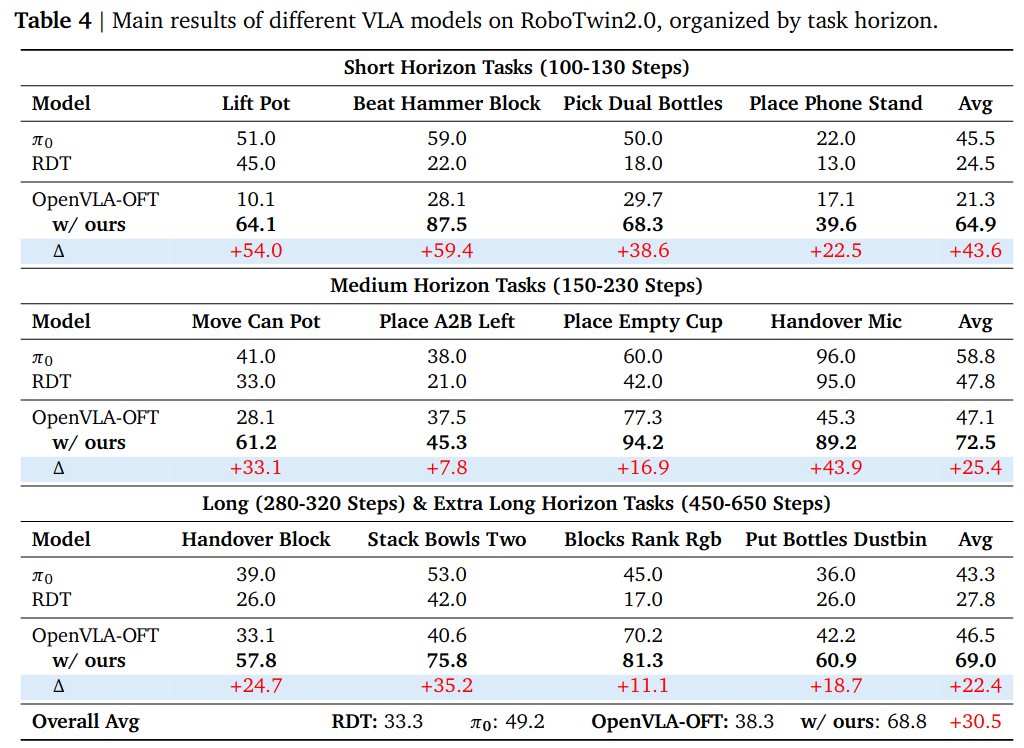 Table 4 | Main results of different VLA models on RoboTwin2.0, organized by task horizon.
Short Horizon Tasks (100-130 Steps)
Model Lift Pot Beat Hammer Block Pick Dual Bottles Place Phone Stand Avg
π0 51.0 59.0 50.0 22.0 45.5
RDT 45.0 22.0 18.0 13.0 24.5
OpenVLA-OFT 10.1 28.1 29.7 17.1 21.3
w/ ours 64.1 87.5 68.3 39.6 64.9
Δ +54.0 +59.4 +38.6 +22.5 +43.6
Medium Horizon Tasks (150-230 Steps)
Model Move Can Pot Place A2B Left Place Empty Cup Handover Mic Avg
π0 41.0 38.0 60.0 96.0 58.8
RDT 33.0 21.0 42.0 95.0 47.8
OpenVLA-OFT 28.1 37.5 77.3 45.3 47.1
w/ ours 61.2 45.3 94.2 89.2 72.5
Δ +33.1 +7.8 +16.9 +43.9 +25.4
Long (280-320 Steps) & Extra Long Horizon Tasks (450-650 Steps)
Model Handover Block Stack Bowls Two Blocks Rank Rgb Put Bottles Dustbin Avg
π0 39.0 53.0 45.0 36.0 43.3
RDT 26.0 42.0 17.0 26.0 27.8
OpenVLA-OFT 33.1 40.6 70.2 42.2 46.5
w/ ours 57.8 75.8 81.3 60.9 69.0
Δ +24.7 +35.2 +11.1 +18.7 +22.4
Overall Avg RDT: 33.3 π0: 49.2 OpenVLA-OFT: 38.3 w/ ours: 68.8 +30.5